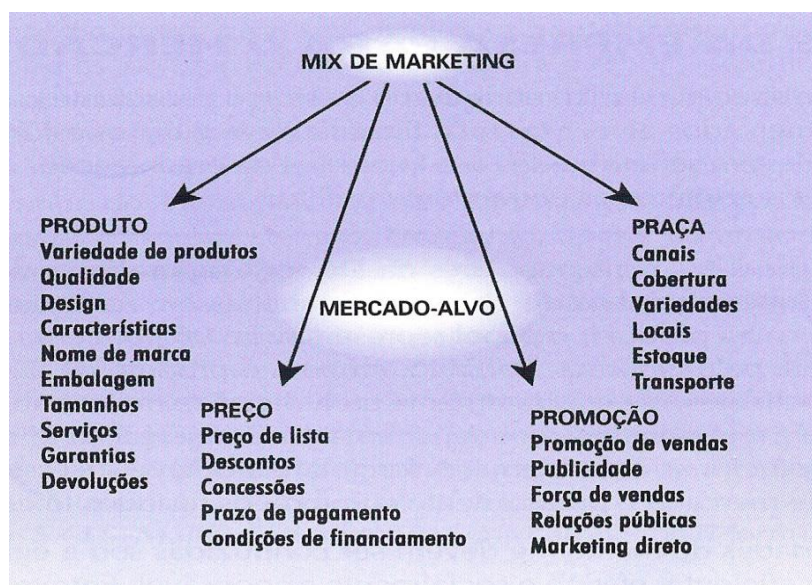 MIX DE MARKETING
MERCADO-ALVO
PRODUTO
Variedade de produtos
Qualidade
Design
Características
Nome de marca
Embalagem
Tamanhos
Serviços
Garantias
Devoluções
PREÇO
Preço de lista
Descontos
Concessões
Prazo de pagamento
Condições de financiamento
PROMOÇÃO
Promoção de vendas
Publicidade
Força de vendas
Relações públicas
Marketing direto
PRAÇA
Canais
Cobertura
Variedades
Locais
Estoque
Transporte